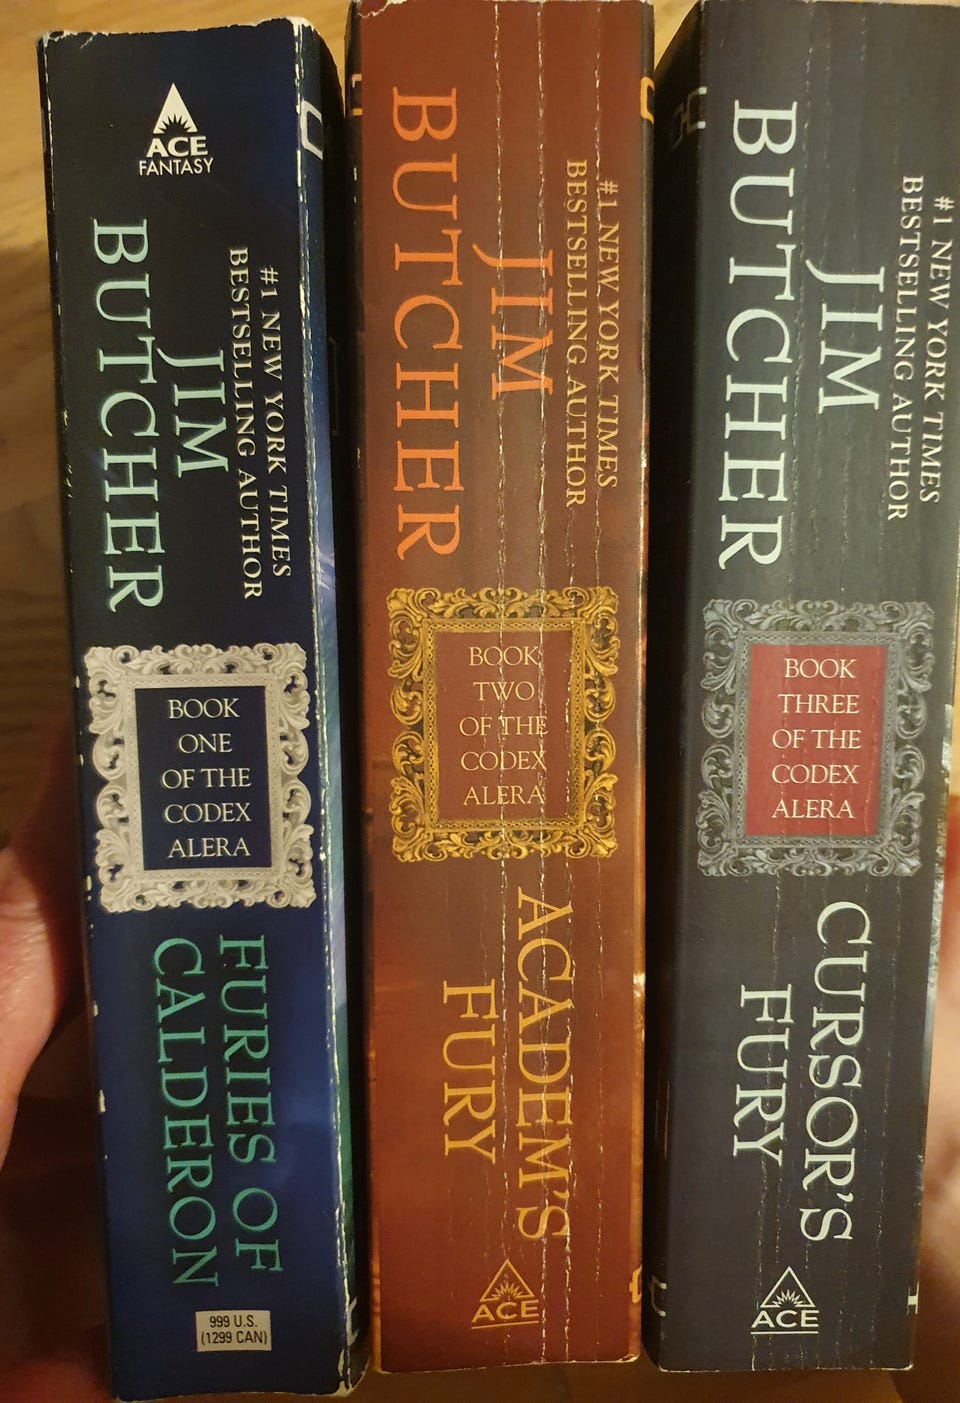 ACE
FANTASY
#1 NEW YORK TIMES
BESTSELLING AUTHOR
JIM
BUTCHER
BOOK
ONE
OF THE
CODEX
ALERA
FURIES OF
CALDERON
999 U.S.
(1299 CAN)
#1 NEW YORK TIMES
BESTSELLING AUTHOR
JIM
BUTCHER
BOOK
TWO
OF THE
CODEX
ALERA
ACADEM'S
FURY
ACE
#1 NEW YORK TIMES
BESTSELLING AUTHOR
JIM
BUTCHER
BOOK
THREE
OF THE
CODEX
ALERA
CURSOR'S
FURY
ACE